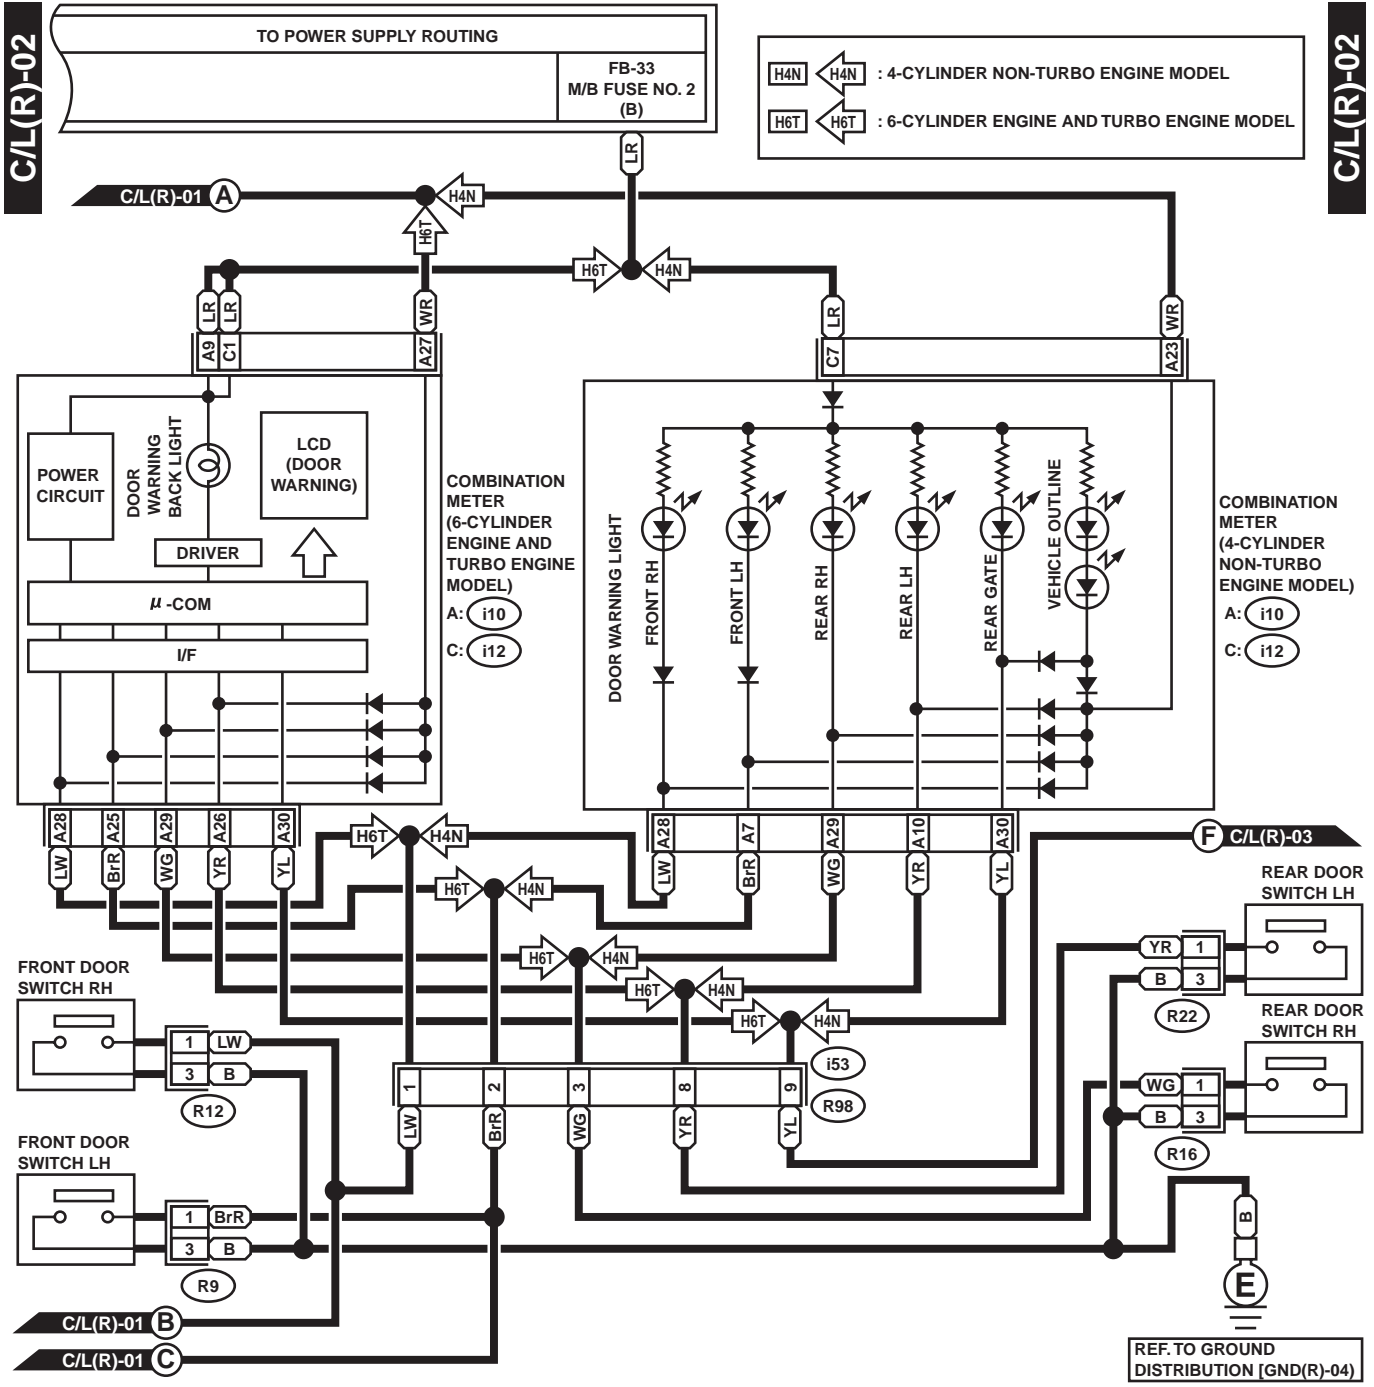 C/L(R)-02
TO POWER SUPPLY ROUTING
FB-33
M/B FUSE NO. 2
(B)
C/L(R)-02
H4N H4N : 4-CYLINDER NON-TURBO ENGINE MODEL
H6T H6T : 6-CYLINDER ENGINE AND TURBO ENGINE MODEL
LR
C/L(R)-01 A H4N
H6T
H6T H4N
LR LR WR LR WR
A9 C1 A27 C7 A23
POWER
CIRCUIT
DOOR
WARNING
BACK LIGHT
LCD
(DOOR
WARNING)
DRIVER
μ-COM
I/F
COMBINATION
METER
(6-CYLINDER
ENGINE AND
TURBO ENGINE
MODEL)
A: i10
C: i12
DOOR WARNING LIGHT
FRONT RH
FRONT LH
REAR RH
REAR LH
REAR GATE
VEHICLE OUTLINE
COMBINATION
METER
(4-CYLINDER
NON-TURBO
ENGINE MODEL)
A: i10
C: i12
A28 A25 A29 A26 A30
LW BrR WG YR YL
A28 A7 A29 A10 A30
LW BrR WG YR YL
H6T H4N
H6T H4N
H6T H4N
H6T H4N
H6T H4N
F C/L(R)-03
REAR DOOR
SWITCH LH
YR 1
B 3
R22
REAR DOOR
SWITCH RH
WG 1
B 3
R16
FRONT DOOR
SWITCH RH
1 LW
3 B
R12
i53
1 2 3 8 9
R98
LW BrR WG YR YL
FRONT DOOR
SWITCH LH
1 BrR
3 B
R9
B
E
C/L(R)-01 B
C/L(R)-01 C
REF. TO GROUND
DISTRIBUTION [GND(R)-04)